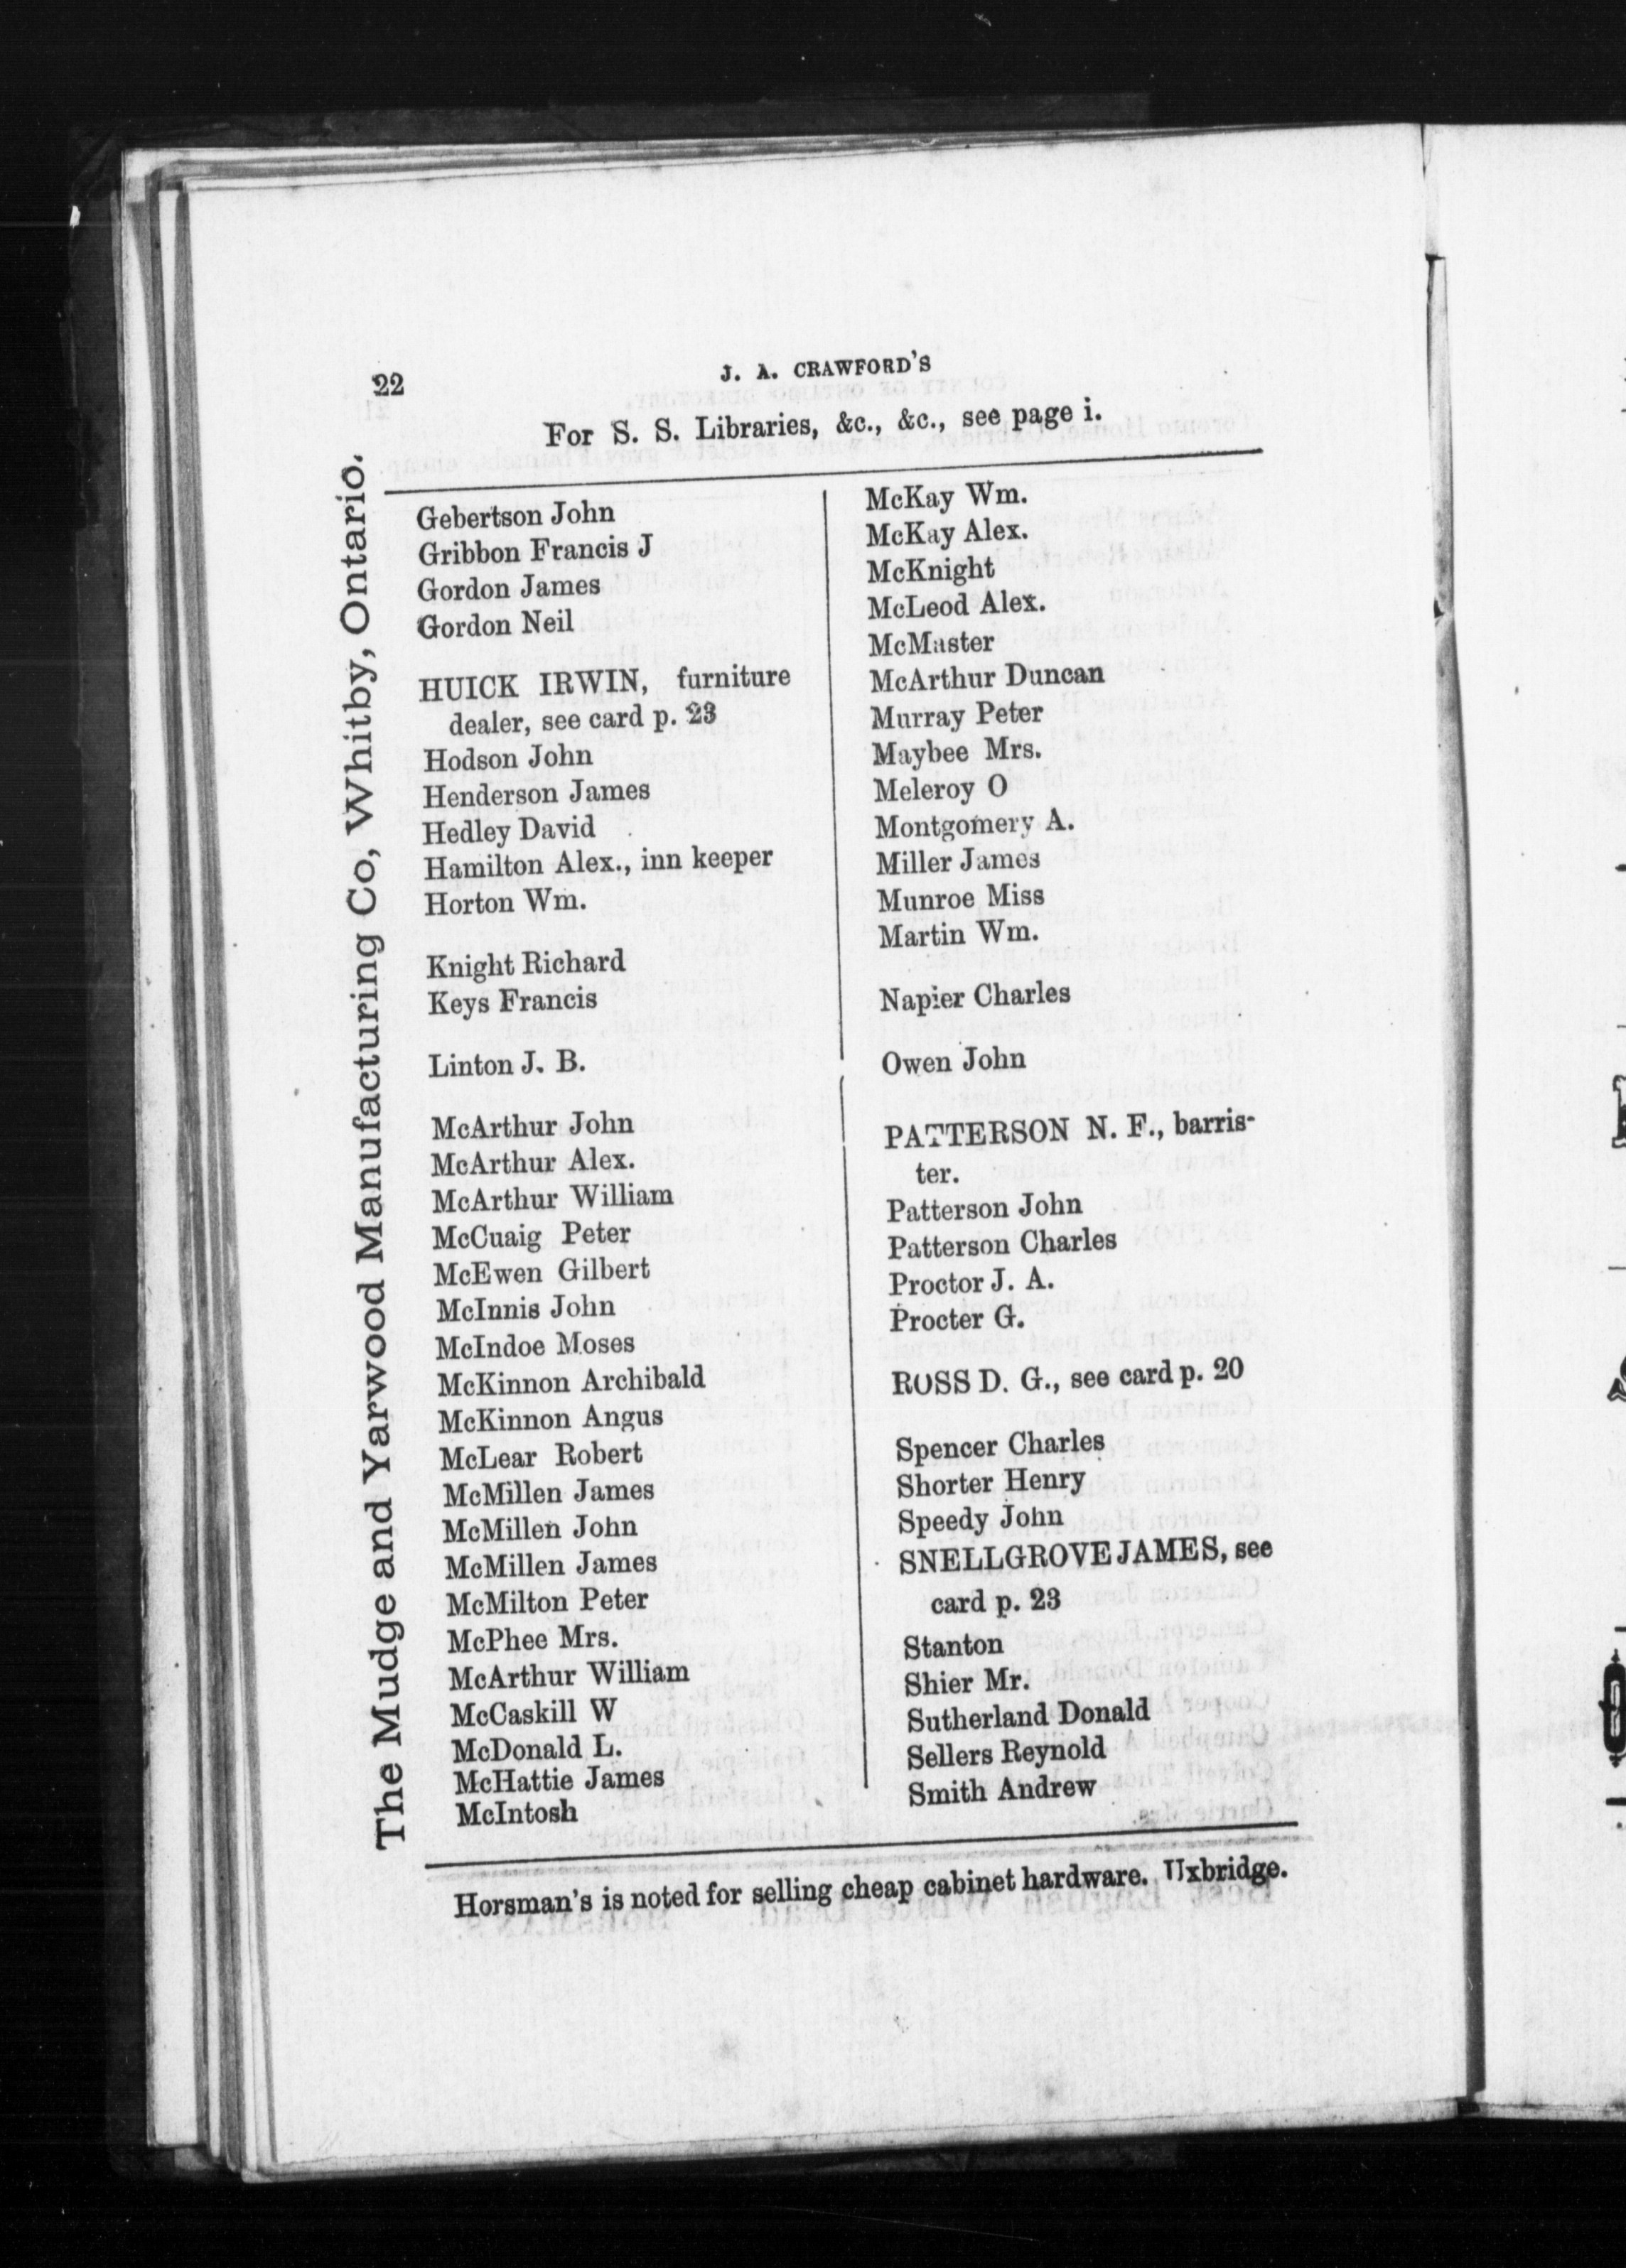 22
J. A. CRAWFORD'S
For S. S. Libraries, &c., &c., see page i.
The Mudge and Yarwood Manufacturing Co, Whitby, Ontario.
Gebertson John
Gribbon Francis J
Gordon James
Gordon Neil
HUICK IRWIN, furniture
dealer, see card p. 23
Hodson John
Henderson James
Hedley David
Hamilton Alex., inn keeper
Horton Wm.
Knight Richard
Keys Francis
Linton J. B.
McArthur John
McArthur Alex.
McArthur William
McCuaig Peter
McEwen Gilbert
McInnis John
McIndoe Moses
McKinnon Archibald
McKinnon Angus
McLear Robert
McMillen James
McMillen John
McMillen James
McMilton Peter
McPhee Mrs.
McArthur William
McCaskill W
McDonald L.
McHattie James
McIntosh
McKay Wm.
McKay Alex.
McKnight
McLeod Alex.
McMaster
McArthur Duncan
Murray Peter
Maybee Mrs.
Meleroy O
Montgomery A.
Miller James
Munroe Miss
Martin Wm.
Napier Charles
Owen John
PATTERSON N. F., barris-
ter.
Patterson John
Patterson Charles
Proctor J. A.
Procter G.
ROSS D. G., see card p. 20
Spencer Charles
Shorter Henry
Speedy John
SNELLGROVE JAMES, see
card p. 23
Stanton
Shier Mr.
Sutherland Donald
Sellers Reynold
Smith Andrew
Horsman's is noted for selling cheap cabinet hardware. Uxbridge.